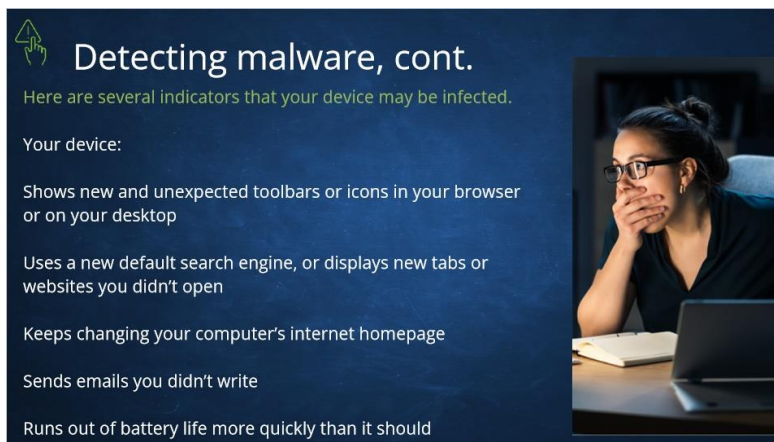 Detecting malware, cont.
Here are several indicators that your device may be infected.
Your device:
Shows new and unexpected toolbars or icons in your browser
or on your desktop
Uses a new default search engine, or displays new tabs or
websites you didn’t open
Keeps changing your computer’s internet homepage
Sends emails you didn’t write
Runs out of battery life more quickly than it should